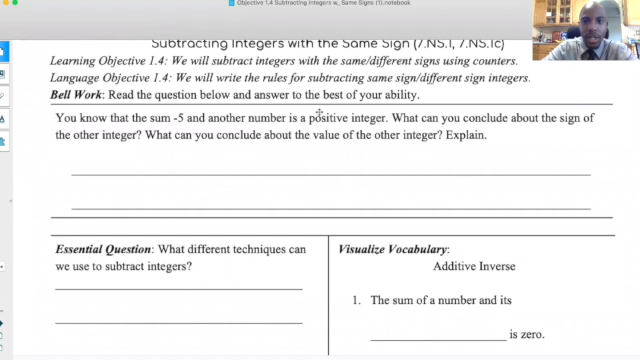 Objective 1.4 Subtracting Integers w_ Same Signs (1).notebook
Subtracting Integers with the Same Sign (7.NS.1, 7.NS.1c)
Learning Objective 1.4: We will subtract integers with the same/different signs using counters.
Language Objective 1.4: We will write the rules for subtracting same sign/different sign integers.
Bell Work: Read the question below and answer to the best of your ability.
You know that the sum -5 and another number is a positive integer. What can you conclude about the sign of
the other integer? What can you conclude about the value of the other integer? Explain.
Essential Question: What different techniques can
we use to subtract integers?
Visualize Vocabulary:
Additive Inverse
1. The sum of a number and its
is zero.